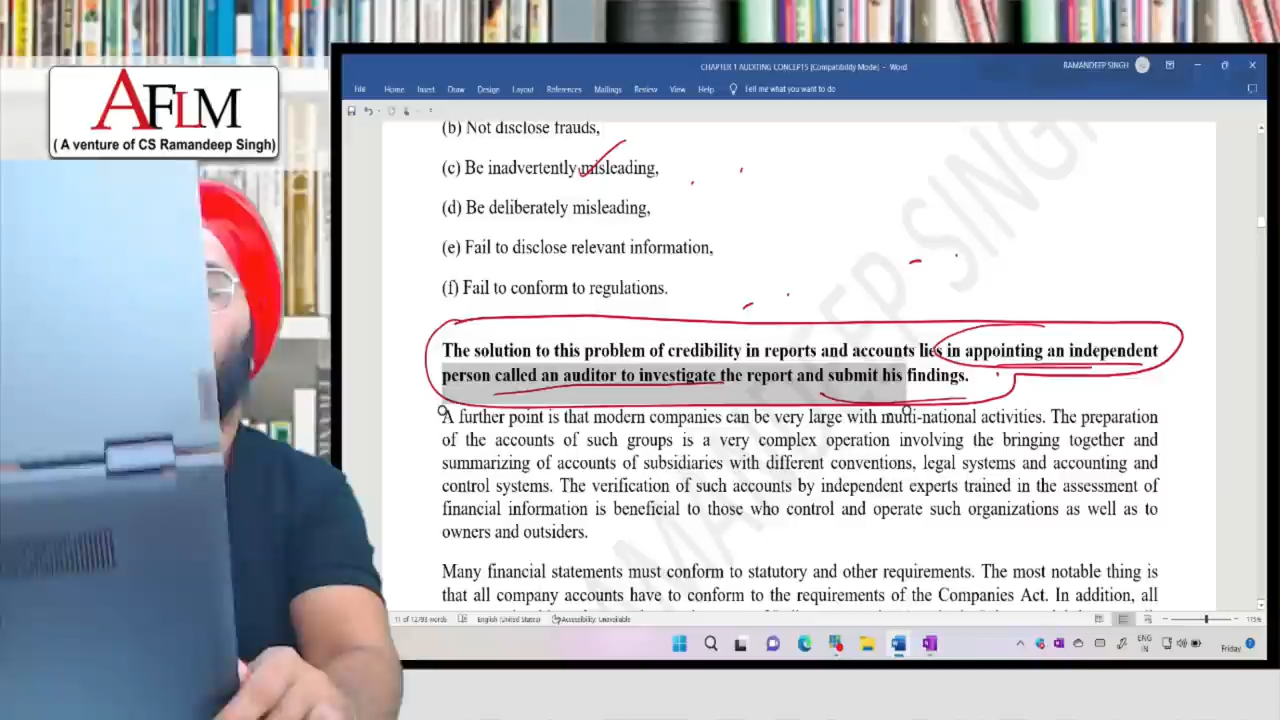 AFLM
( A venture of CS Ramandeep Singh)
CHAPTER 1 AUDITING CONCEPTS [Compatibility Mode] - Word
RAMANDEEP SINGH
File Home Insert Draw Design Layout References Mailings Review View Help Tell me what you want to do
(b) Not disclose frauds,
(c) Be inadvertently misleading,
(d) Be deliberately misleading,
(e) Fail to disclose relevant information,
(f) Fail to conform to regulations.
The solution to this problem of credibility in reports and accounts lies in appointing an independent
person called an auditor to investigate the report and submit his findings.
A further point is that modern companies can be very large with multi-national activities. The preparation
of the accounts of such groups is a very complex operation involving the bringing together and
summarizing of accounts of subsidiaries with different conventions, legal systems and accounting and
control systems. The verification of such accounts by independent experts trained in the assessment of
financial information is beneficial to those who control and operate such organizations as well as to
owners and outsiders.
Many financial statements must conform to statutory and other requirements. The most notable thing is
that all company accounts have to conform to the requirements of the Companies Act. In addition, all
English (United States) Accessibility: Unavailable
115%
ENG
IN
Friday